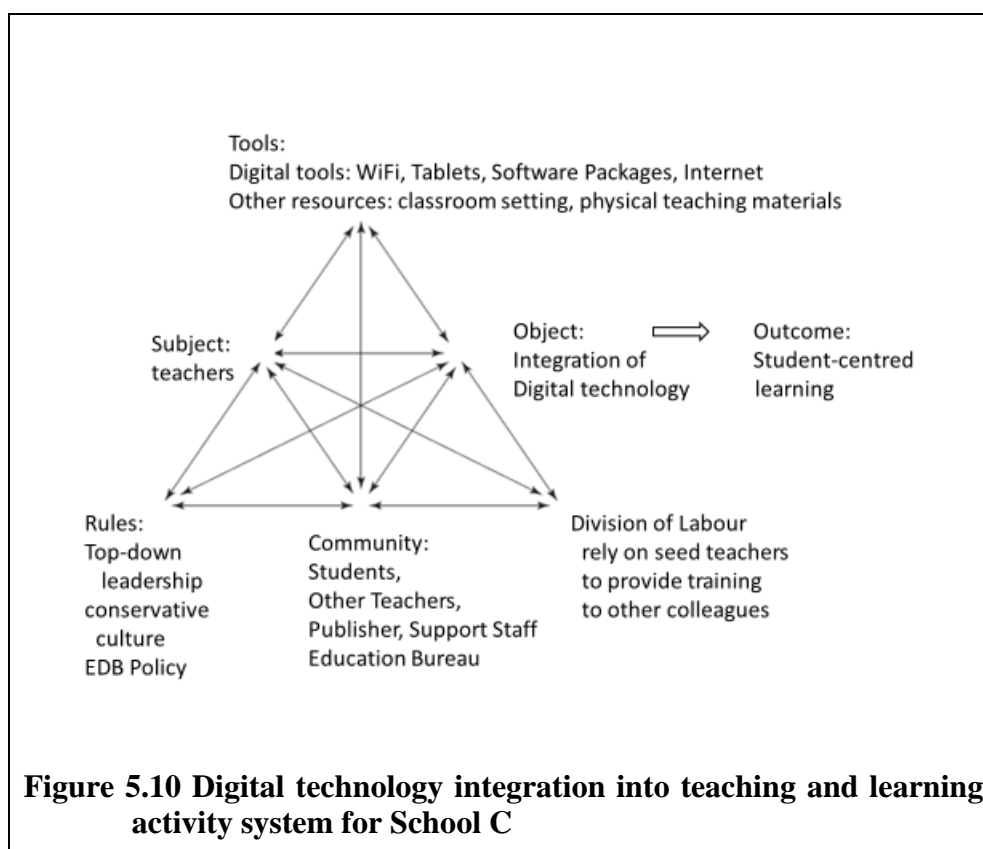 Tools:
Digital tools: WiFi, Tablets, Software Packages, Internet
Other resources: classroom setting, physical teaching materials
Subject:
teachers
Object:
Integration of
Digital technology
Outcome:
Student-centred
learning
Rules:
Top-down
leadership
conservative
culture
EDB Policy
Community:
Students,
Other Teachers,
Publisher, Support Staff
Education Bureau
Division of Labour
rely on seed teachers
to provide training
to other colleagues
Figure 5.10 Digital technology integration into teaching and learning
activity system for School C